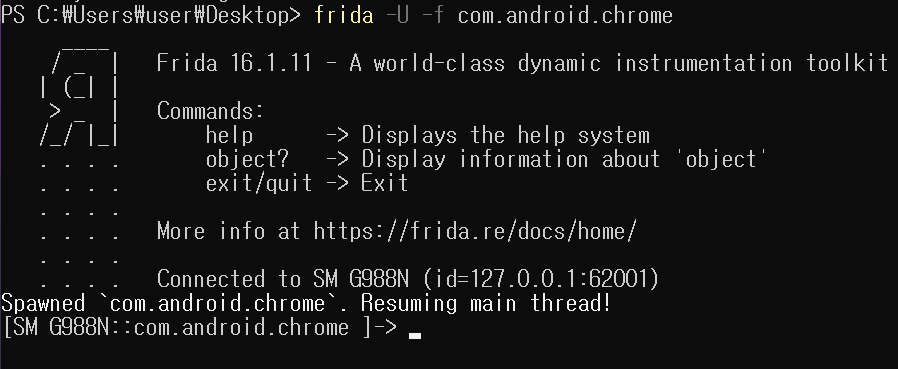 PS C:₩Users₩user₩Desktop> frida -U -f com.android.chrome
     ____
    / _  |   Frida 16.1.11 - A world-class dynamic instrumentation toolkit
   | (_| |
    > _  |   Commands:
   /_/ |_|       help      -> Displays the help system
   . . . .       object?   -> Display information about 'object'
   . . . .       exit/quit -> Exit
   . . . .
   . . . .   More info at https://frida.re/docs/home/
   . . . .
   . . . .   Connected to SM G988N (id=127.0.0.1:62001)
Spawned `com.android.chrome`. Resuming main thread!
[SM G988N::com.android.chrome ]->